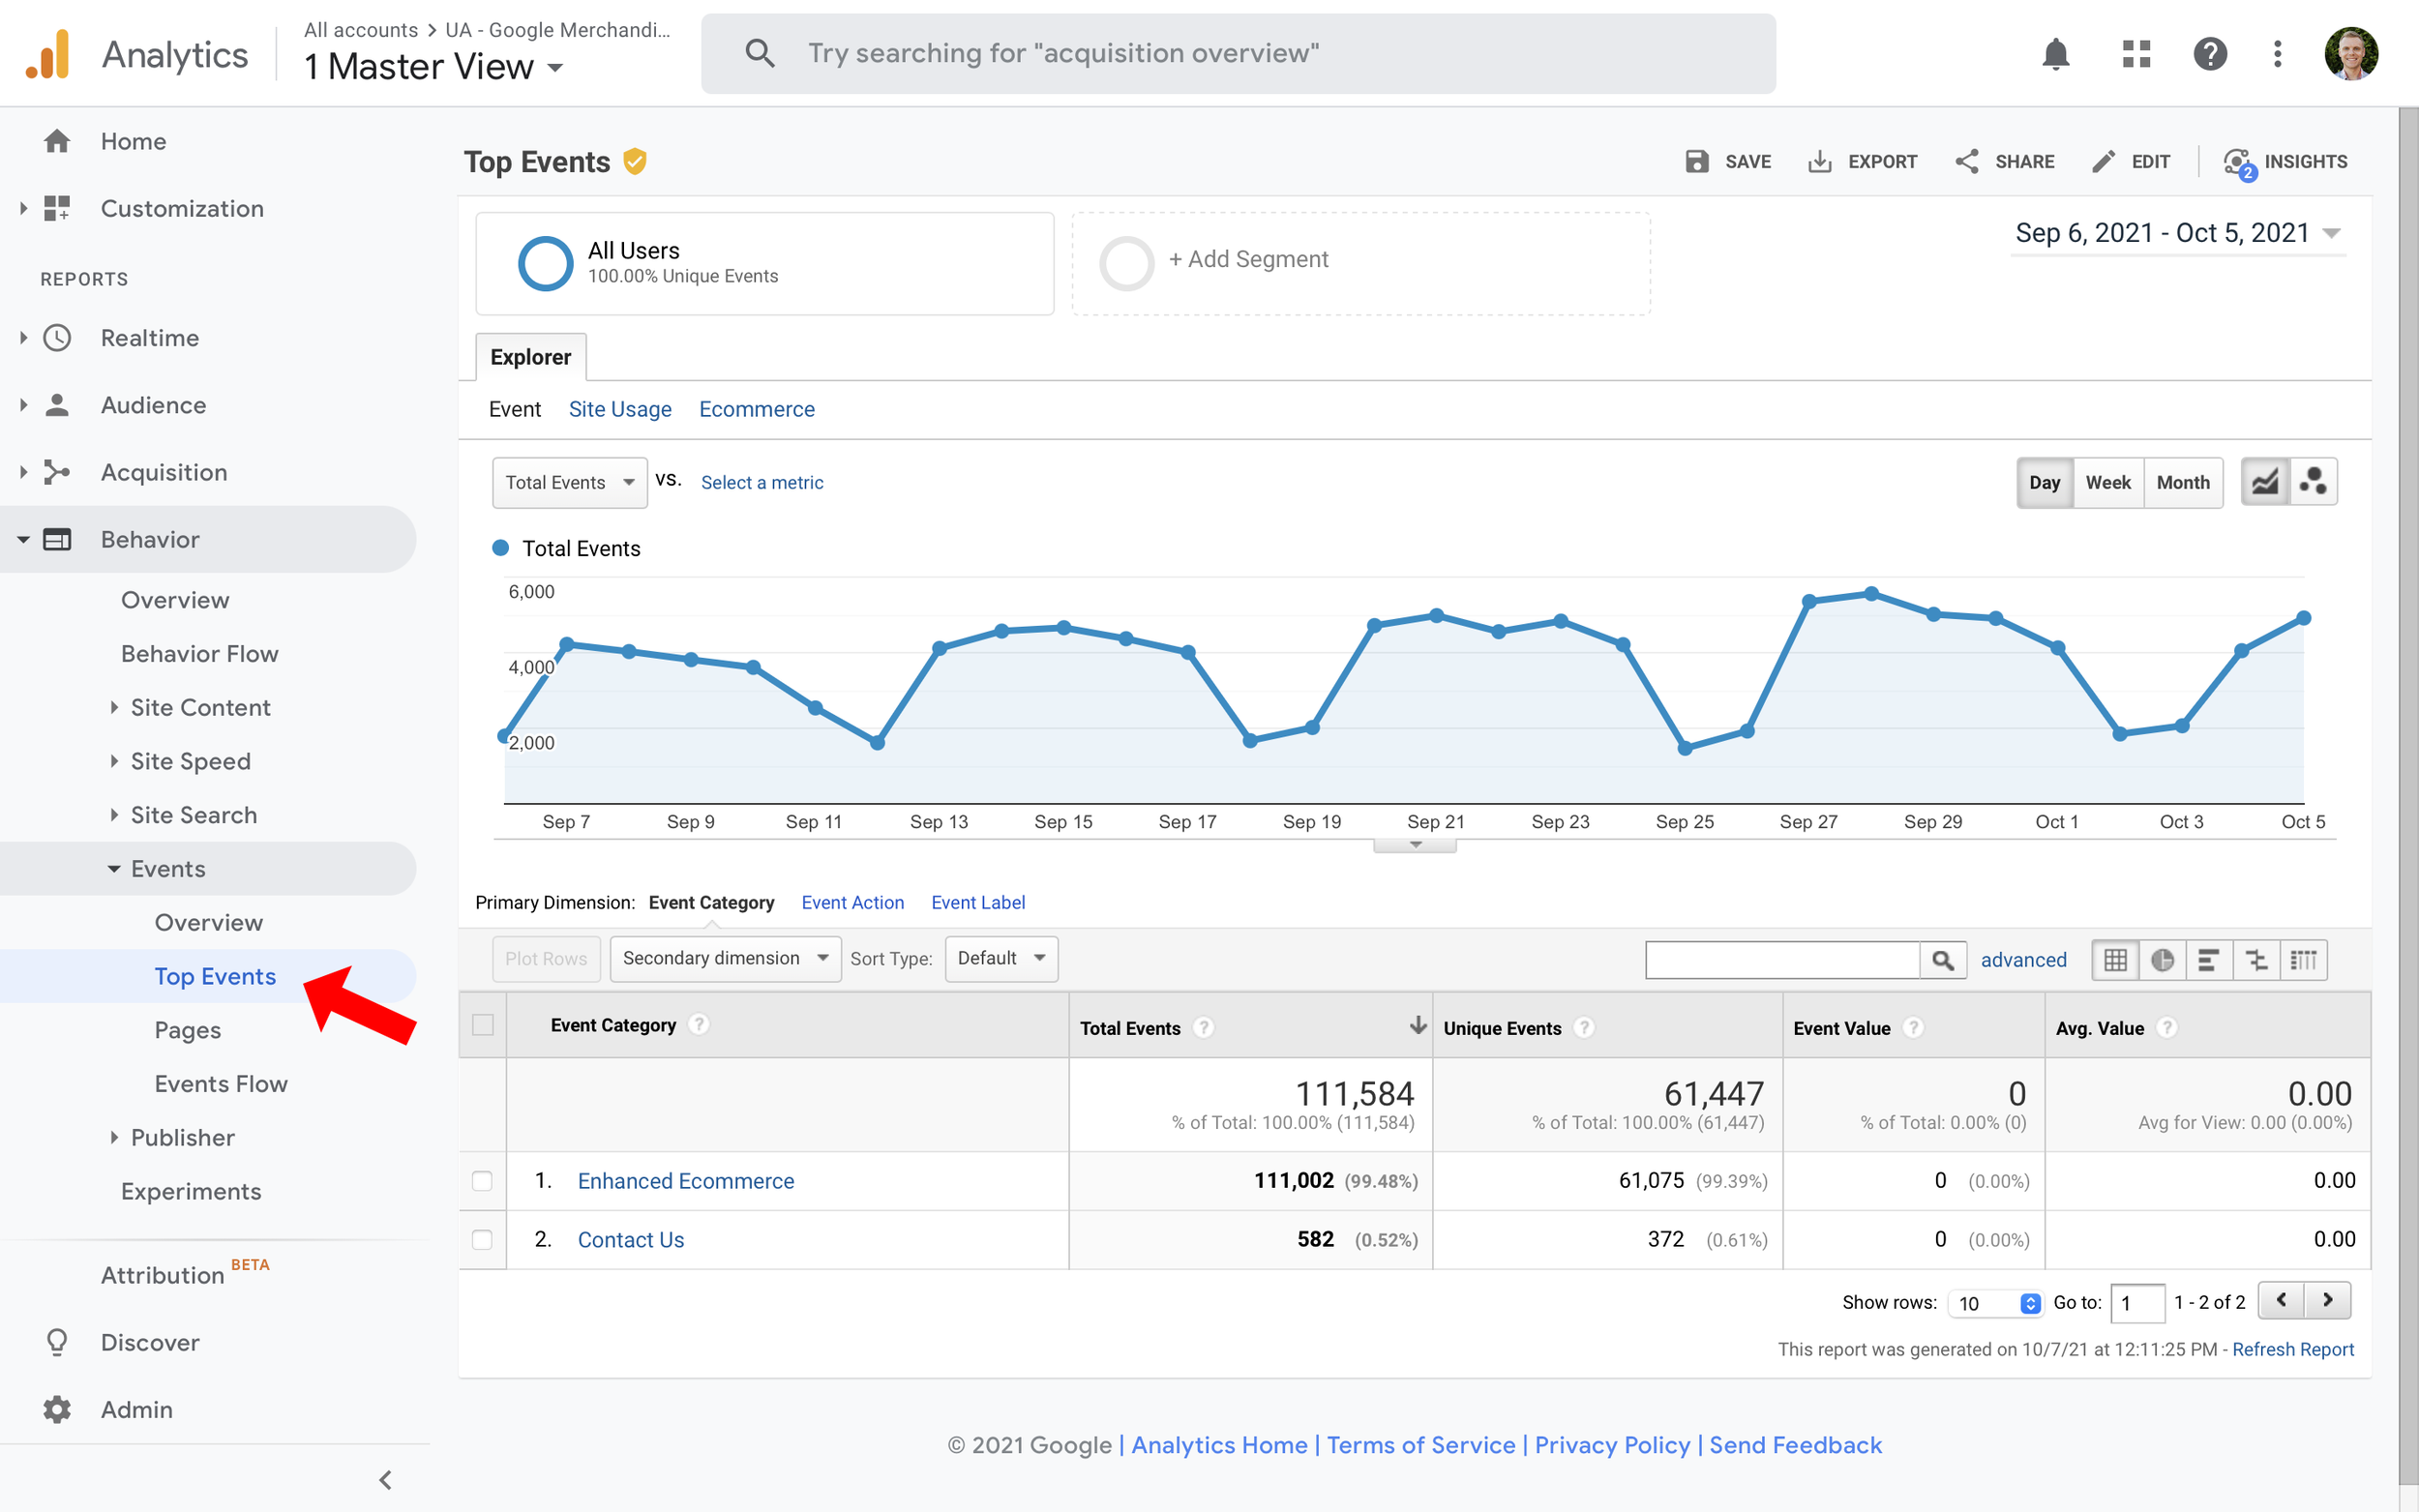 Analytics
All accounts > UA - Google Merchandi...
1 Master View
Try searching for "acquisition overview"
Home
Customization
REPORTS
Realtime
Audience
Acquisition
Behavior
Overview
Behavior Flow
Site Content
Site Speed
Site Search
Events
Overview
Top Events
Pages
Events Flow
Publisher
Experiments
Attribution BETA
Discover
Admin
Top Events
SAVE EXPORT SHARE EDIT 2 INSIGHTS
All Users
100.00% Unique Events
+ Add Segment
Sep 6, 2021 - Oct 5, 2021
Explorer
Event Site Usage Ecommerce
Total Events VS. Select a metric
Day Week Month
Total Events
6,000
4,000
2,000
Sep 7 Sep 9 Sep 11 Sep 13 Sep 15 Sep 17 Sep 19 Sep 21 Sep 23 Sep 25 Sep 27 Sep 29 Oct 1 Oct 3 Oct 5
Primary Dimension: Event Category Event Action Event Label
Plot Rows Secondary dimension Sort Type: Default advanced
Event Category ? Total Events ? Unique Events ? Event Value ? Avg. Value ?
111,584 61,447 0 0.00
% of Total: 100.00% (111,584) % of Total: 100.00% (61,447) % of Total: 0.00% (0) Avg for View: 0.00 (0.00%)
1. Enhanced Ecommerce 111,002 (99.48%) 61,075 (99.39%) 0 (0.00%) 0.00
2. Contact Us 582 (0.52%) 372 (0.61%) 0 (0.00%) 0.00
Show rows: 10 Go to: 1 1 - 2 of 2
This report was generated on 10/7/21 at 12:11:25 PM - Refresh Report
© 2021 Google | Analytics Home | Terms of Service | Privacy Policy | Send Feedback